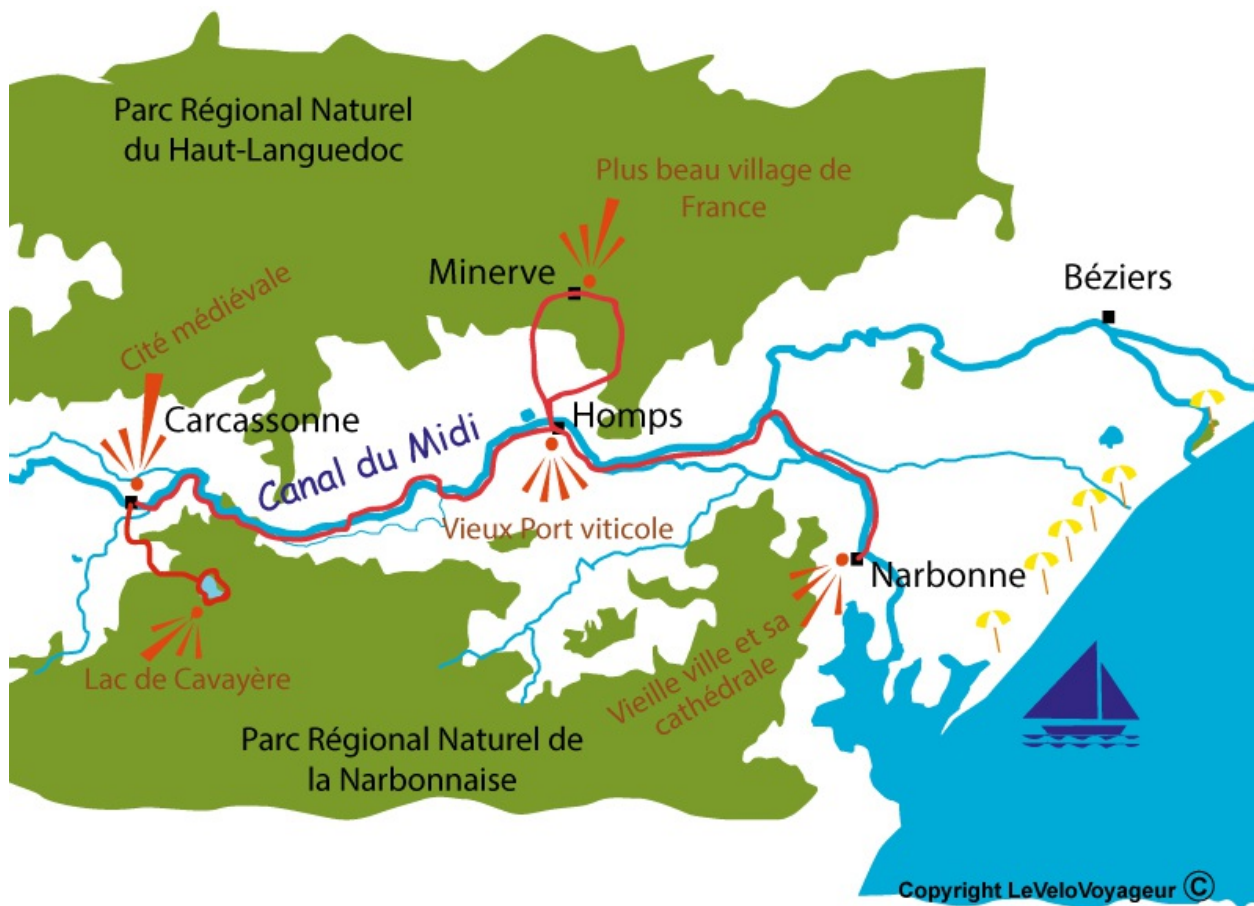 Parc Régional Naturel
du Haut-Languedoc
Plus beau village de
France
Minerve
Béziers
Cité médiévale
Carcassonne
Homps
Canal du Midi
Vieux Port viticole
Narbonne
Lac de Cavayère
Vieille ville et sa
cathédrale
Parc Régional Naturel de
la Narbonnaise
Copyright LeVeloVoyageur ©